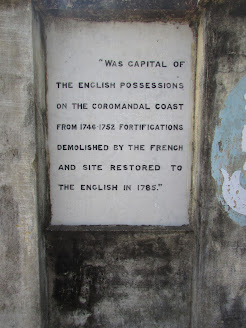 "WAS CAPITAL OF
THE ENGLISH POSSESSIONS
ON THE COROMANDAL COAST
FROM 1746-1752 FORTIFICATIONS
DEMOLISHED BY THE FRENCH
AND SITE RESTORED TO
THE ENGLISH IN 1785."